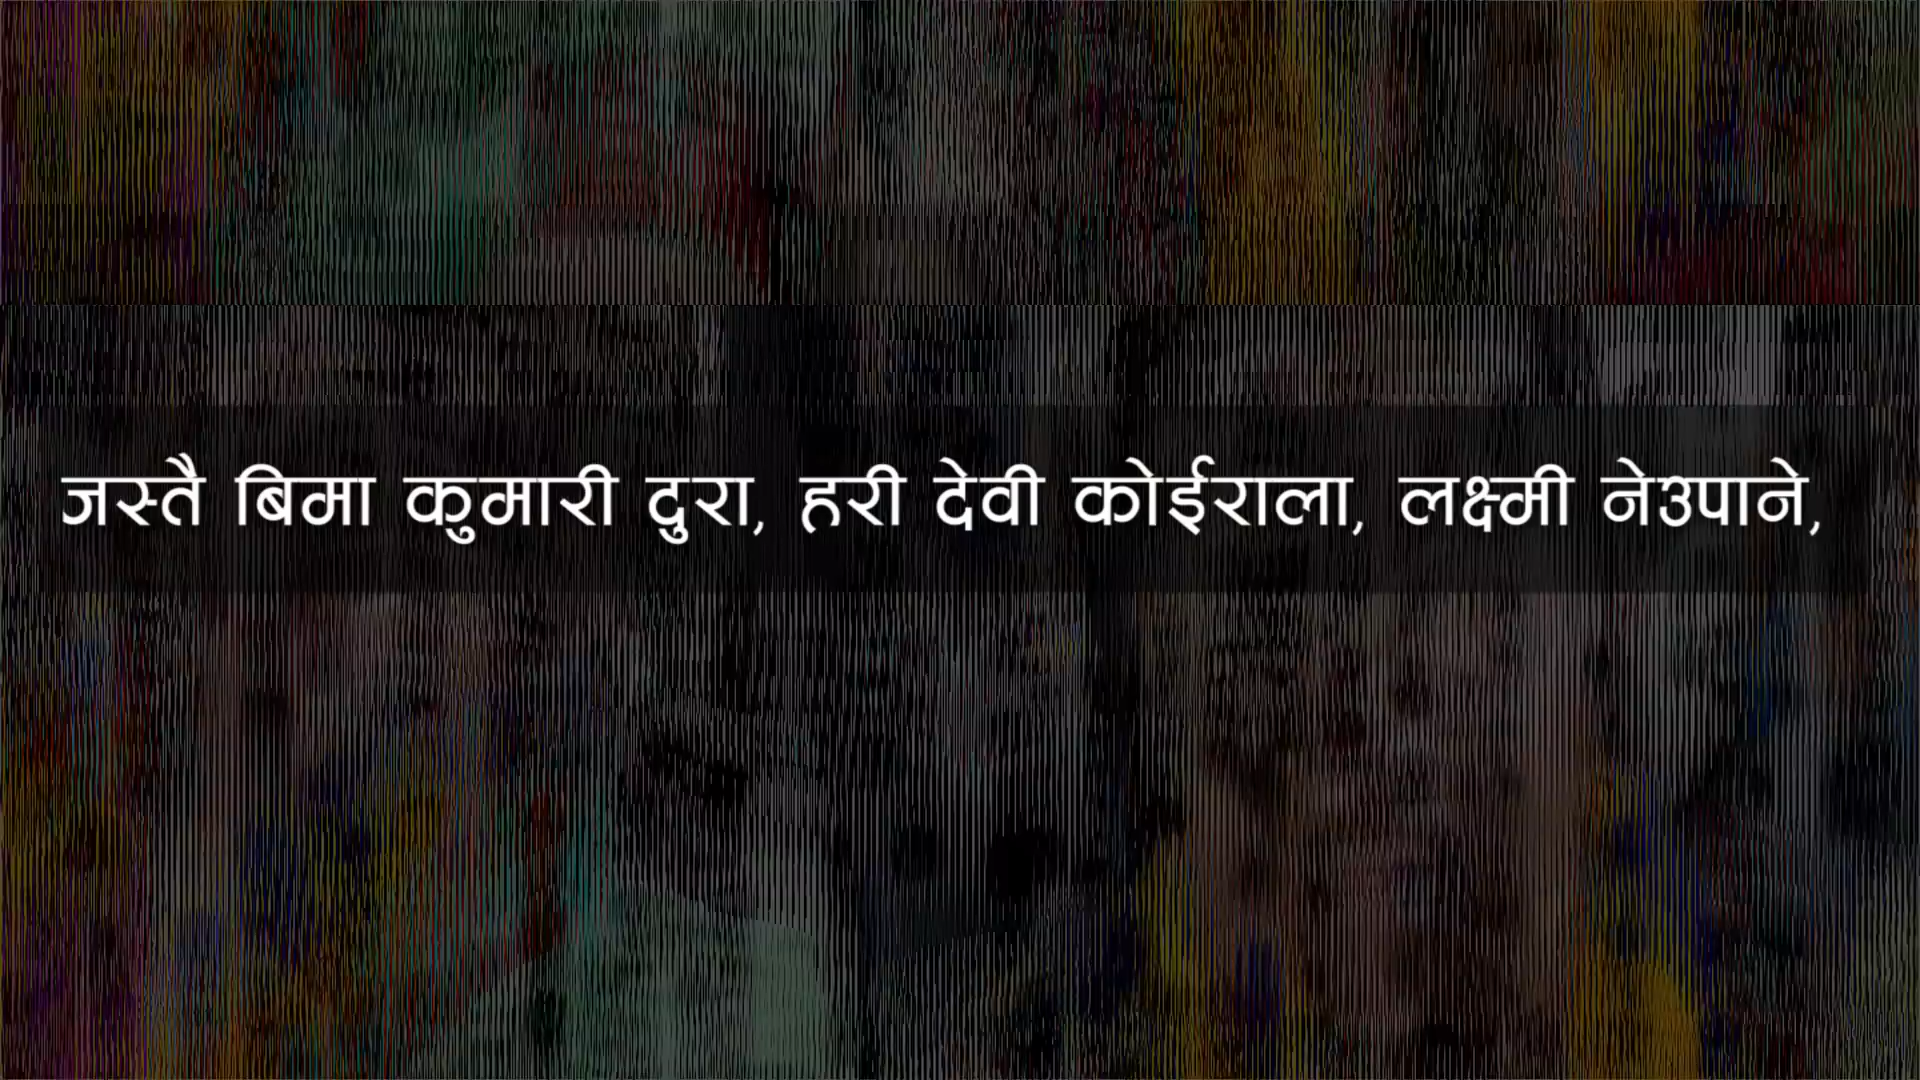 जस्तै बिमा कुमारी दुरा, हरी देवी कोईराला, लक्ष्मी नेउपाने,